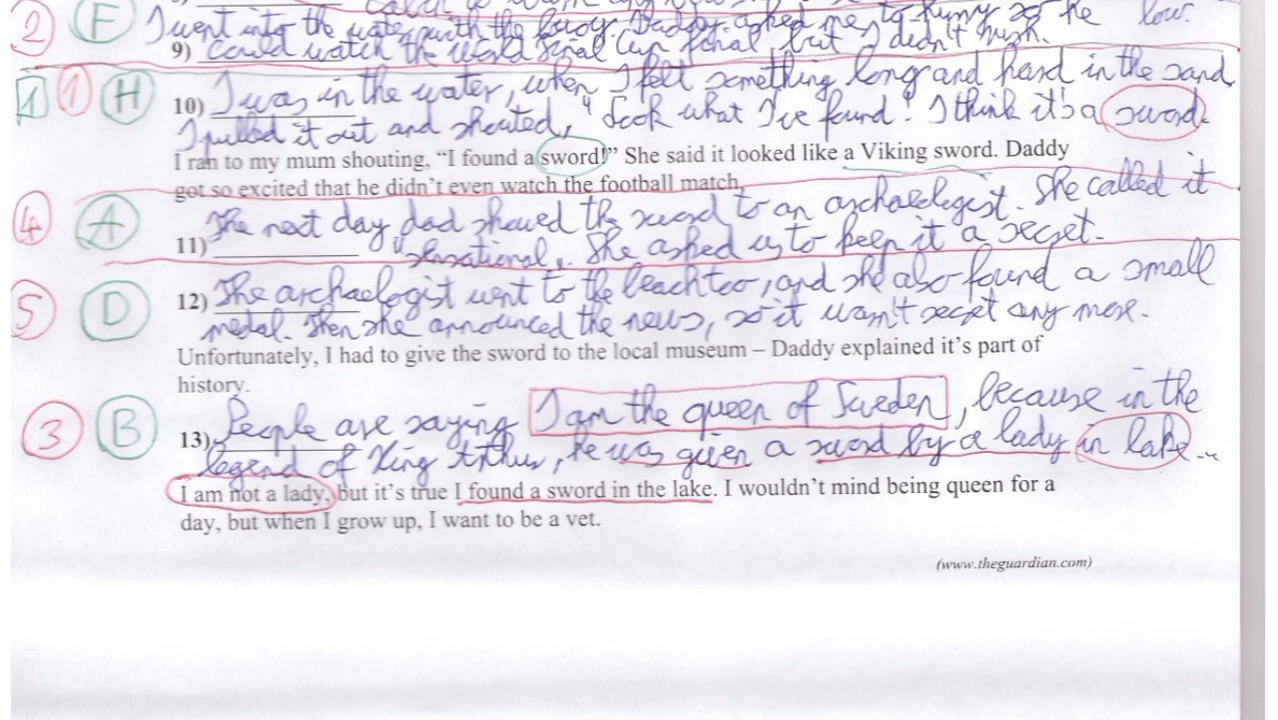 2 F I went into the water with the buoy. Daddy asked me to hurry so he low.
9) could watch the World Cup final, but I didn't
1 1 H 10) I was in the water, when I felt something long and hard in the sand
I pulled it out and shouted, "Look what I've found! I think it's a sword.
I ran to my mum shouting, “I found a sword!” She said it looked like a Viking sword. Daddy
got so excited that he didn’t even watch the football match.
4 A The next day dad showed the sword to an archaelogist. She called it
11) ____________ "sensational". She asked us to keep it a secret.
5 D 12) The archaelogist went to the beach too, and she also found a small
medal. Then she announced the news, so it wasn't secret any more.
Unfortunately, I had to give the sword to the local museum – Daddy explained it’s part of
history.
3 B 13) People are saying I am the queen of Sweden, because in the
legend of King Arthur, he was given a sword by a lady in lake...
I am not a lady, but it’s true I found a sword in the lake. I wouldn’t mind being queen for a
day, but when I grow up, I want to be a vet.
(www.theguardian.com)